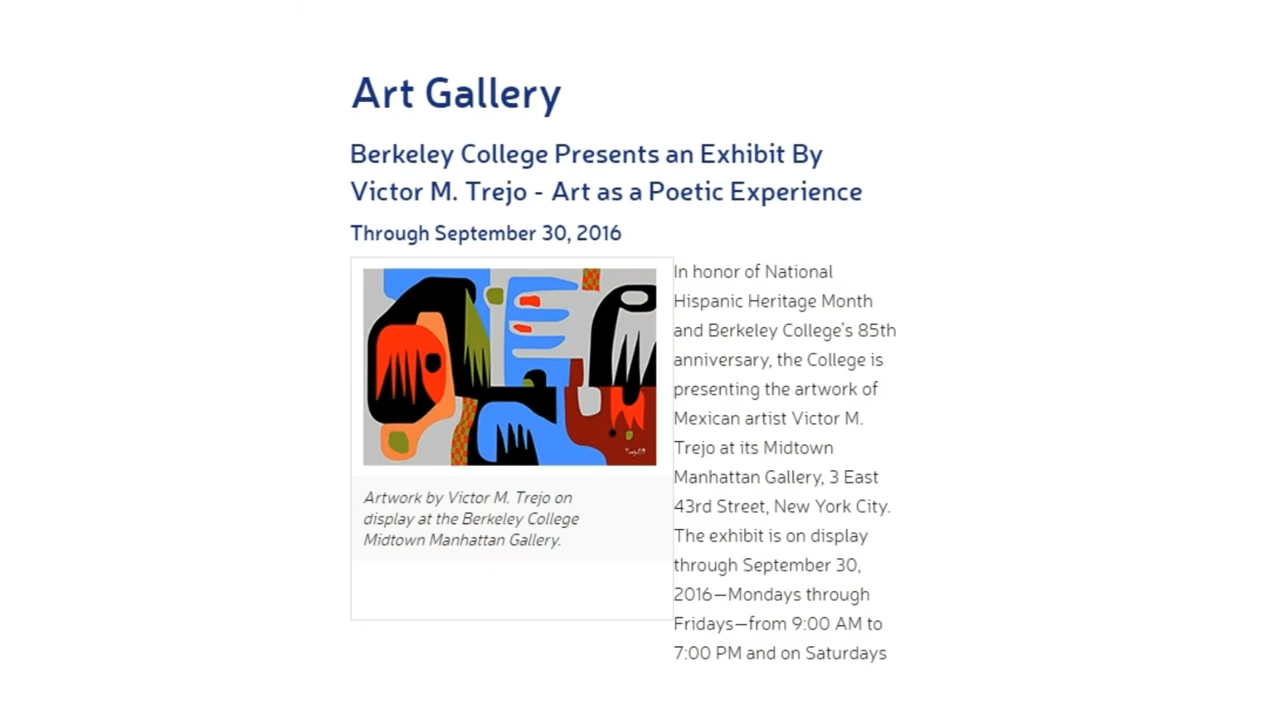 Art Gallery
Berkeley College Presents an Exhibit By
Victor M. Trejo - Art as a Poetic Experience
Through September 30, 2016
Artwork by Victor M. Trejo on
display at the Berkeley College
Midtown Manhattan Gallery.
In honor of National
Hispanic Heritage Month
and Berkeley College's 85th
anniversary, the College is
presenting the artwork of
Mexican artist Victor M.
Trejo at its Midtown
Manhattan Gallery, 3 East
43rd Street, New York City.
The exhibit is on display
through September 30,
2016—Mondays through
Fridays—from 9:00 AM to
7:00 PM and on Saturdays